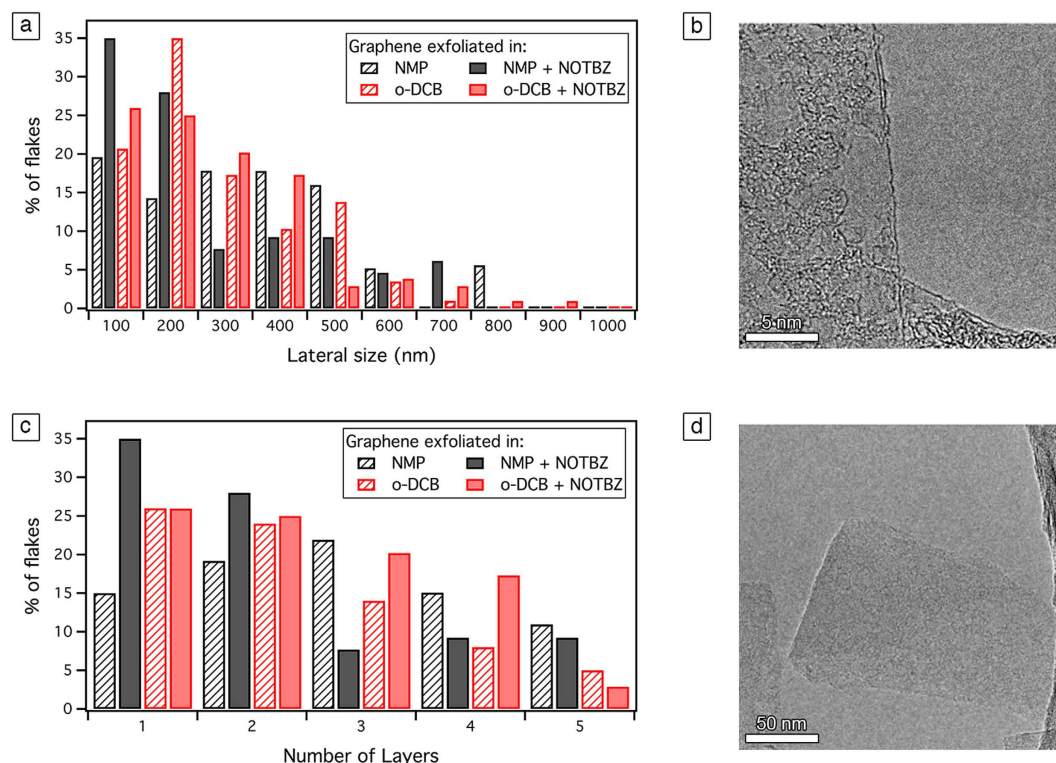 a
35
30
25
20
15
10
5
0
% of flakes
Graphene exfoliated in:
NMP NMP + NOTBZ
o-DCB o-DCB + NOTBZ
100 200 300 400 500 600 700 800 900 1000
Lateral size (nm)
b
5 nm
c
35
30
25
20
15
10
5
0
% of flakes
Graphene exfoliated in:
NMP NMP + NOTBZ
o-DCB o-DCB + NOTBZ
1 2 3 4 5
Number of Layers
d
50 nm